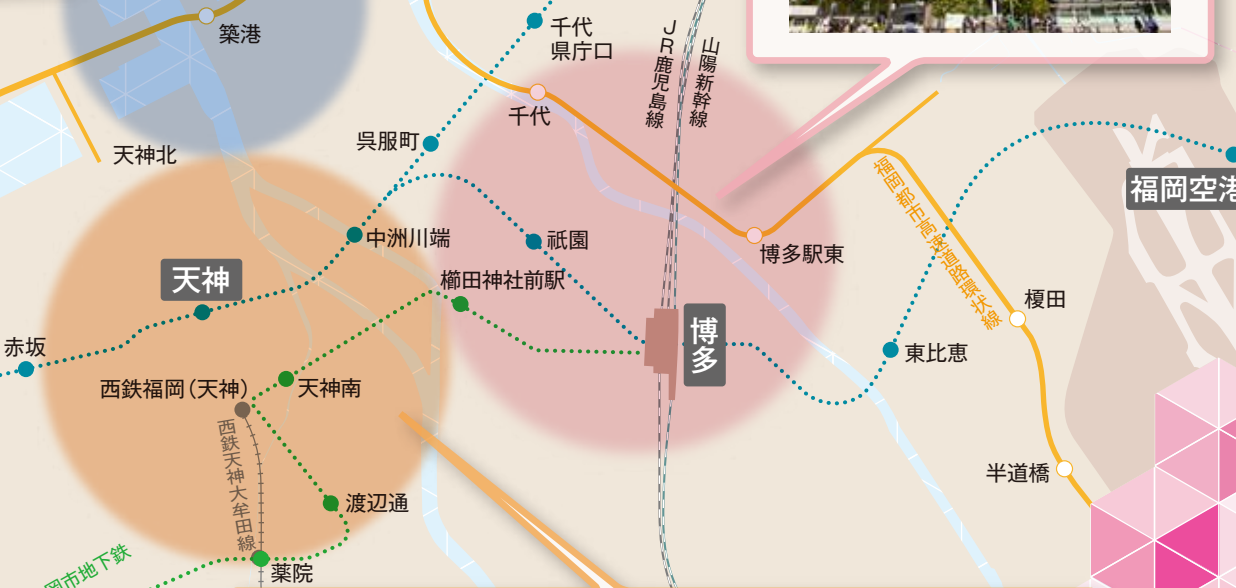 築港
千代
県庁口
JR鹿児島線
山陽新幹線
千代
呉服町
天神北
福岡都市高速道路環状線
福岡空港
中洲川端
祇園
博多駅東
天神
櫛田神社前駅
榎田
博多
赤坂
東比恵
西鉄福岡(天神)
天神南
西鉄天神大牟田線
半道橋
渡辺通
岡市地下鉄
薬院